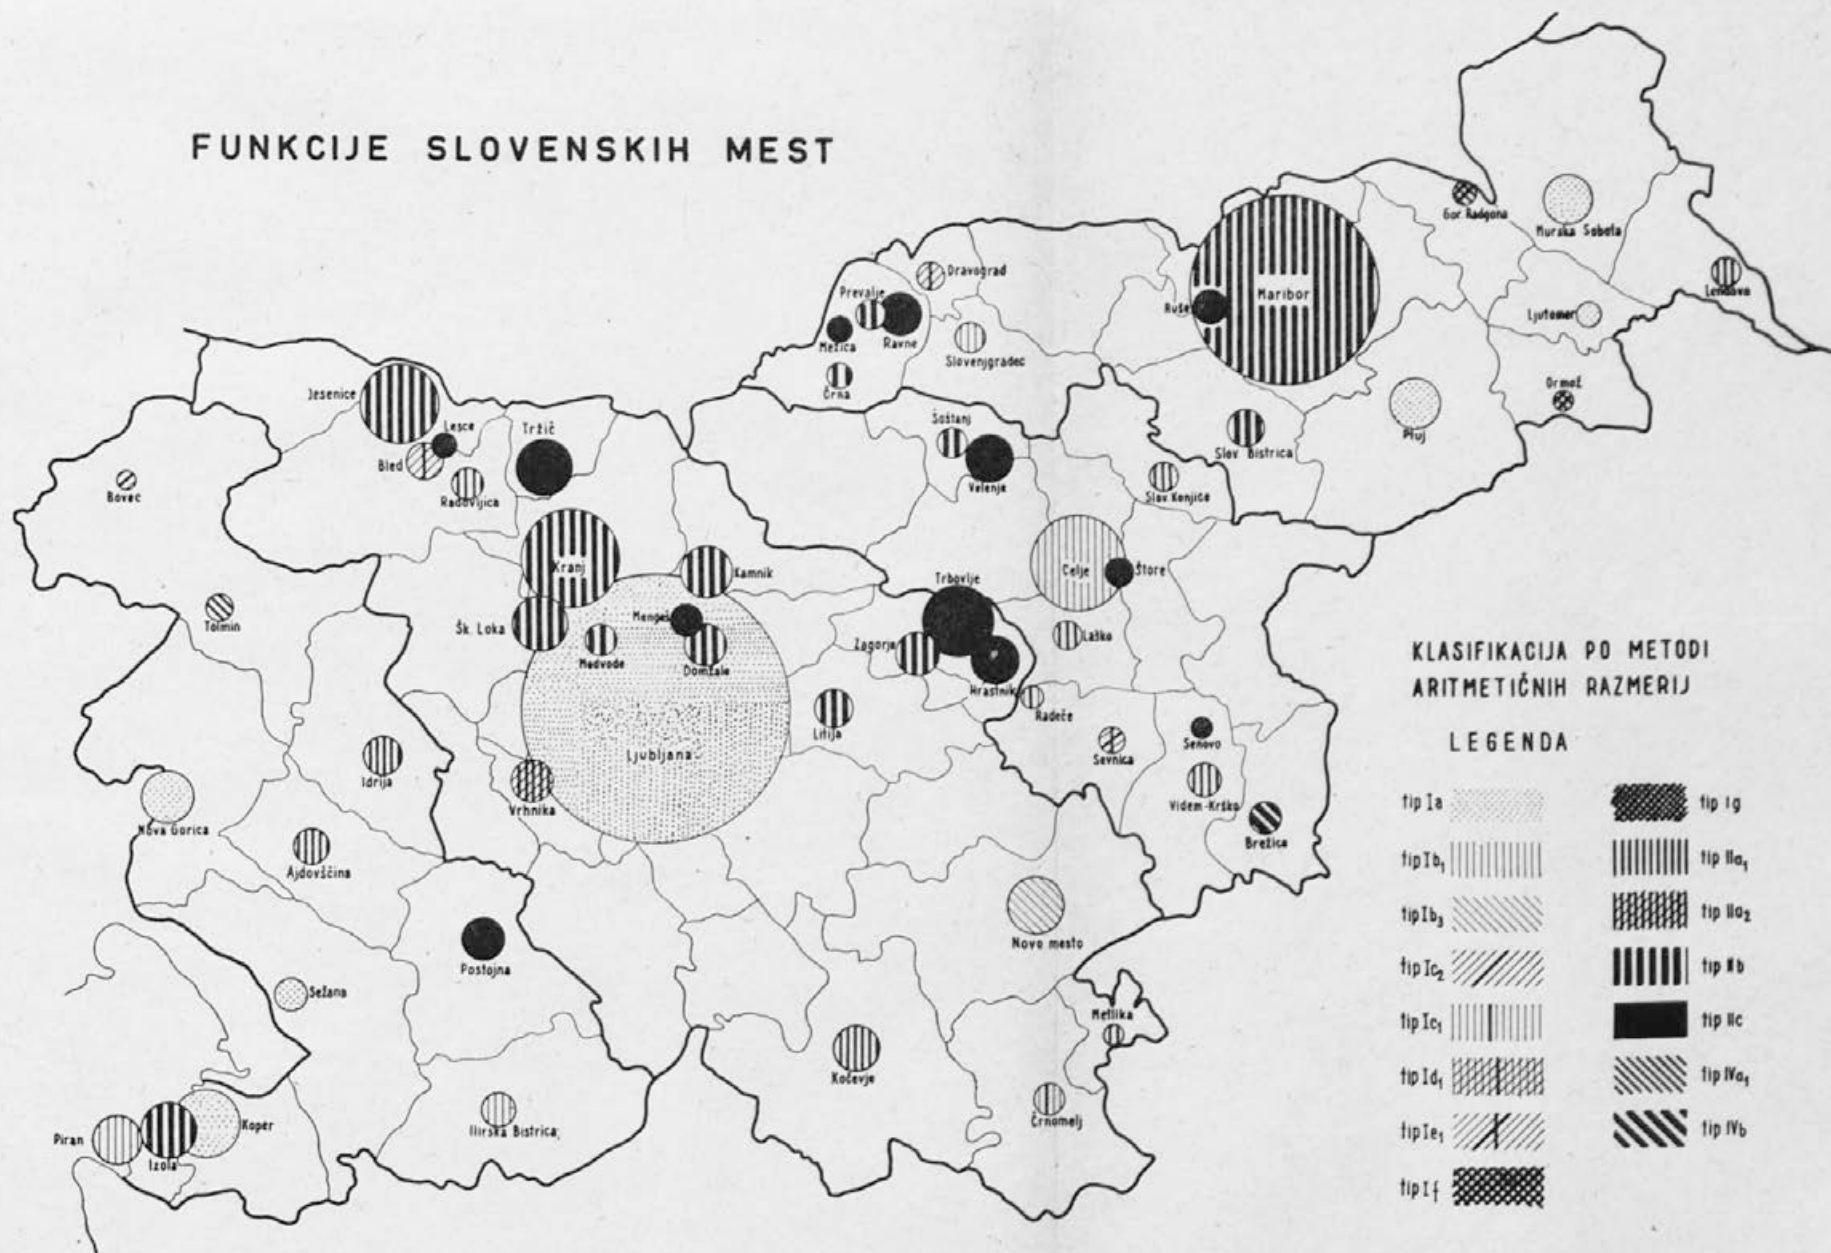 FUNKCIJE SLOVENSKIH MEST
Gor. Radgona
Murska Sobota
Dravograd
Lendava
Prevalje
Maribor
Ruše
Ljutomer
Mežica
Ravne
Slovenjgradec
Črna
Ormož
Jesenice
Lesce
Tržič
Šoštanj
Ptuj
Bled
Slov Bistrica
Velenje
Bovec
Radovljica
Slov. Konjice
Kranj
Kamnik
Celje
Štore
Trbovlje
Mengeš
Tolmin
Šk. Loka
Laško
Zagorje
Medvode
Domžale
Hrastnik
Radeče
Litija
Senovo
Ljubljana
Sevnica
Idrija
Vrhnika
Videm-Krško
Nova Gorica
Brežice
Ajdovščina
Novo mesto
Postojna
Sežana
Metlika
Kočevje
Koper
Črnomelj
Ilirska Bistrica
Piran
Izola
KLASIFIKACIJA PO METODI
ARITMETIČNIH RAZMERIJ
LEGENDA
tip Ia
tip Ig
tip Ib₁
tip IIa₁
tip Ib₃
tip IIa₂
tip Ic₂
tip IIb
tip Ic₁
tip IIc
tip Id₁
tip IVa₁
tip Ie₁
tip IVb
tip If